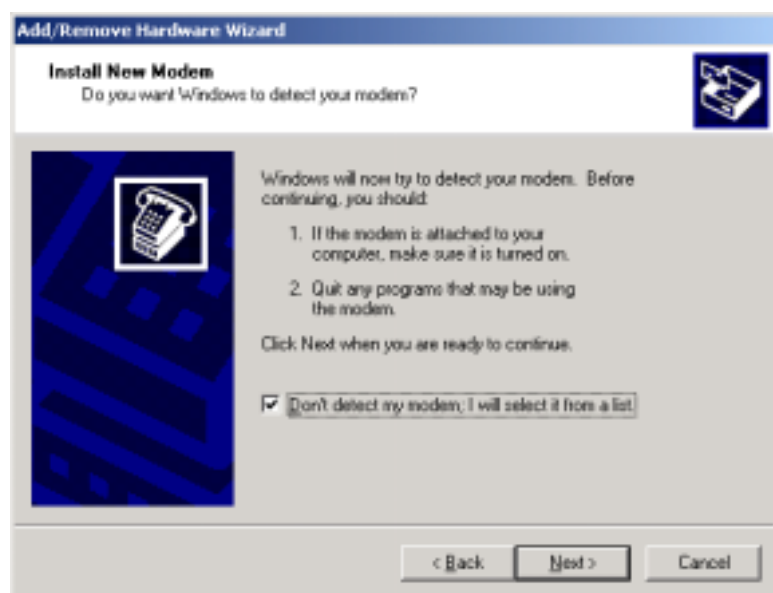 Add/Remove Hardware Wizard
Install New Modem
Do you want Windows to detect your modem?
Windows will now try to detect your modem. Before
continuing, you should:
1. If the modem is attached to your
computer, make sure it is turned on.
2. Quit any programs that may be using
the modem.
Click Next when you are ready to continue.
Don't detect my modem; I will select it from a list.
< Back
Next >
Cancel